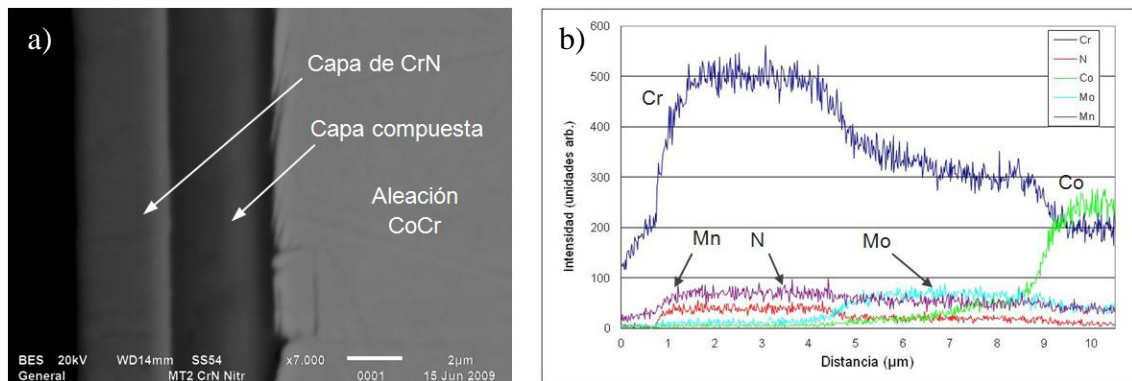 a)
Capa de CrN
Capa compuesta
Aleación
CoCr
BES 20kV WD14mm SS54 x7.000 2µm
General MT2 CrN Nitr 0001 15 Jun 2009
b)
600
500
400
300
200
100
0
Intensidad (unidades arb.)
Cr
Co
Mn
N
Mo
Cr
N
Co
Mo
Mn
0 1 2 3 4 5 6 7 8 9 10
Distancia (µm)